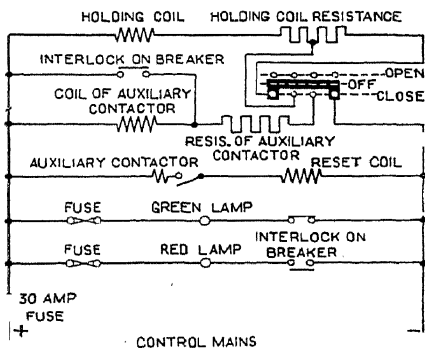 HOLDING COIL
HOLDING COIL RESISTANCE
INTERLOCK ON BREAKER
OPEN
OFF
CLOSE
COIL OF AUXILIARY
CONTACTOR
RESIS. OF AUXILIARY
CONTACTOR
AUXILIARY CONTACTOR
RESET COIL
FUSE
GREEN LAMP
FUSE
RED LAMP
INTERLOCK ON
BREAKER
30 AMP
FUSE
+
−
CONTROL MAINS